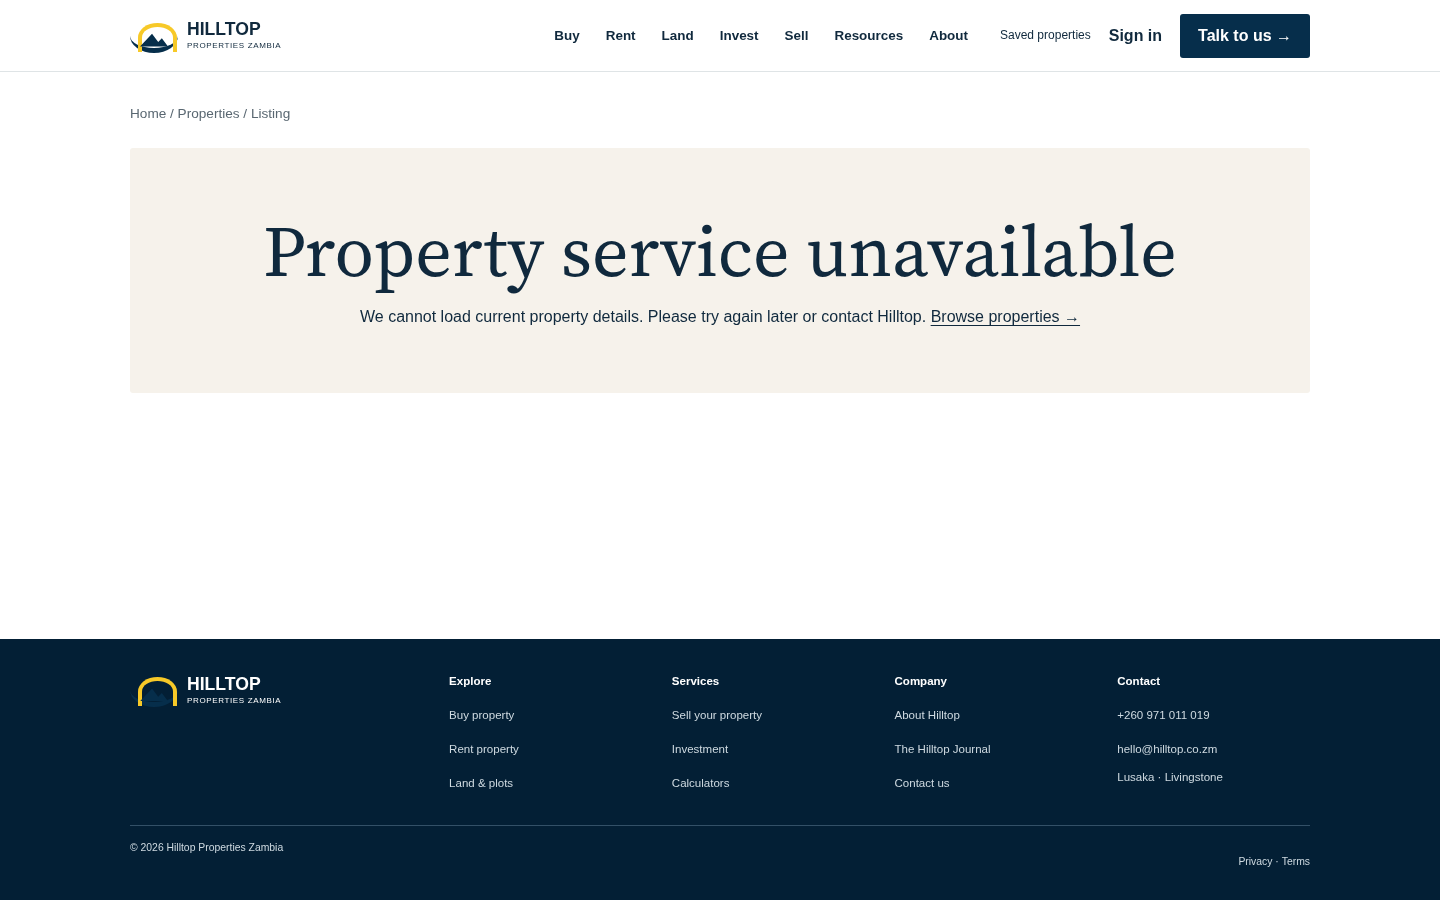 HILLTOP
PROPERTIES ZAMBIA
Buy Rent Land Invest Sell Resources About Saved properties Sign in Talk to us →
Home / Properties / Listing
Property service unavailable
We cannot load current property details. Please try again later or contact Hilltop. Browse properties →
HILLTOP
PROPERTIES ZAMBIA
Explore
Buy property
Rent property
Land & plots
Services
Sell your property
Investment
Calculators
Company
About Hilltop
The Hilltop Journal
Contact us
Contact
+260 971 011 019
hello@hilltop.co.zm
Lusaka · Livingstone
© 2026 Hilltop Properties Zambia
Privacy · Terms